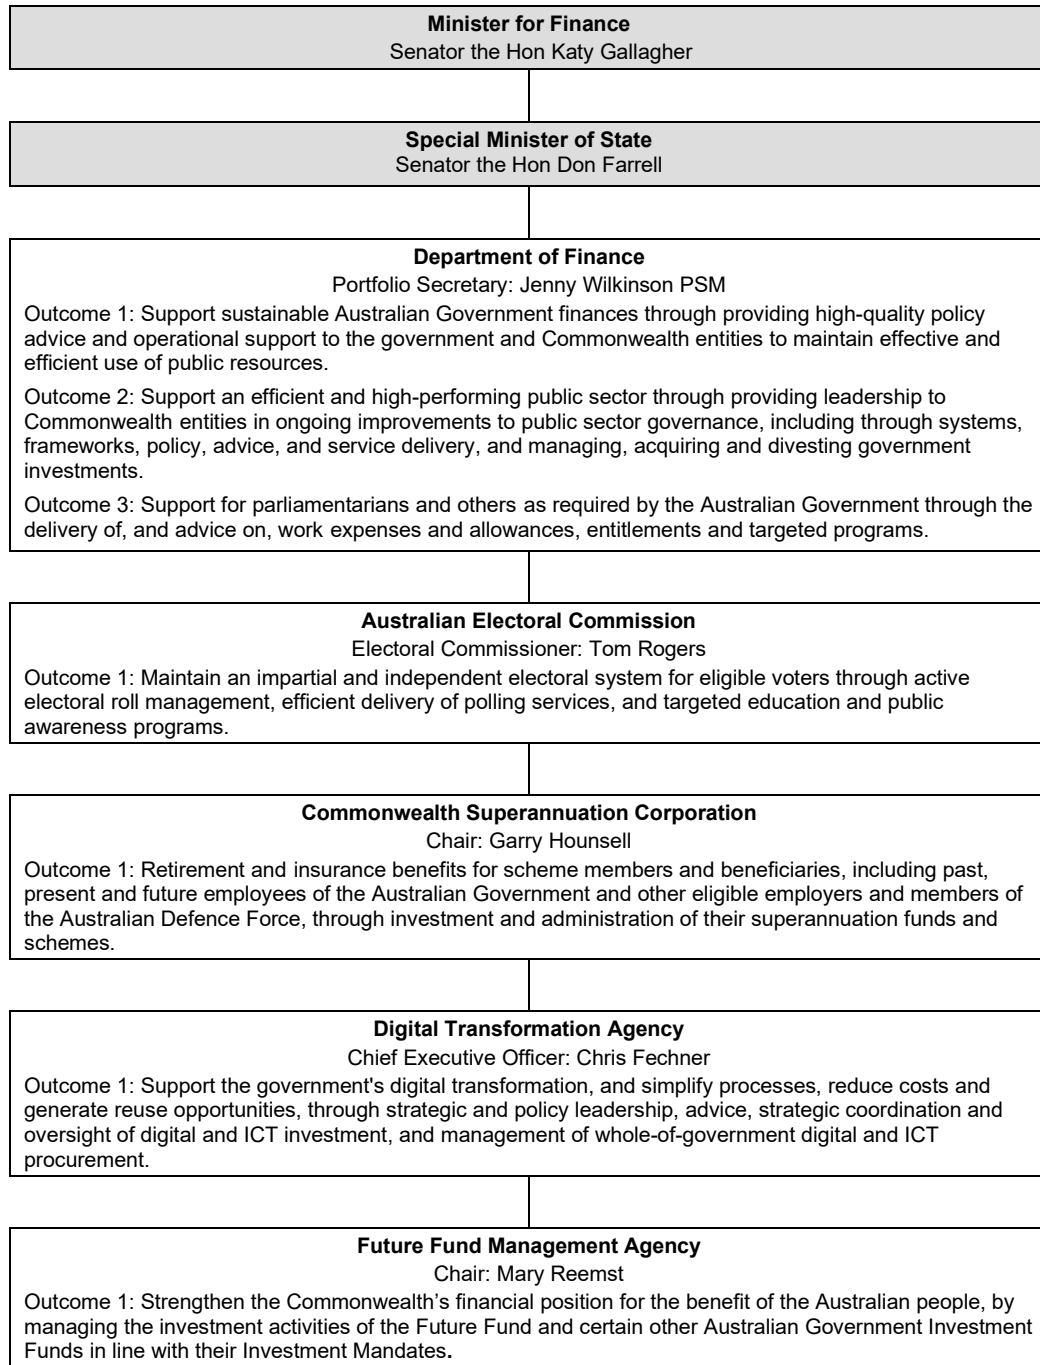 Minister for Finance
Senator the Hon Katy Gallagher
Special Minister of State
Senator the Hon Don Farrell
Department of Finance
Portfolio Secretary: Jenny Wilkinson PSM
Outcome 1: Support sustainable Australian Government finances through providing high-quality policy
advice and operational support to the government and Commonwealth entities to maintain effective and
efficient use of public resources.
Outcome 2: Support an efficient and high-performing public sector through providing leadership to
Commonwealth entities in ongoing improvements to public sector governance, including through systems,
frameworks, policy, advice, and service delivery, and managing, acquiring and divesting government
investments.
Outcome 3: Support for parliamentarians and others as required by the Australian Government through the
delivery of, and advice on, work expenses and allowances, entitlements and targeted programs.
Australian Electoral Commission
Electoral Commissioner: Tom Rogers
Outcome 1: Maintain an impartial and independent electoral system for eligible voters through active
electoral roll management, efficient delivery of polling services, and targeted education and public
awareness programs.
Commonwealth Superannuation Corporation
Chair: Garry Hounsell
Outcome 1: Retirement and insurance benefits for scheme members and beneficiaries, including past,
present and future employees of the Australian Government and other eligible employers and members of
the Australian Defence Force, through investment and administration of their superannuation funds and
schemes.
Digital Transformation Agency
Chief Executive Officer: Chris Fechner
Outcome 1: Support the government's digital transformation, and simplify processes, reduce costs and
generate reuse opportunities, through strategic and policy leadership, advice, strategic coordination and
oversight of digital and ICT investment, and management of whole-of-government digital and ICT
procurement.
Future Fund Management Agency
Chair: Mary Reemst
Outcome 1: Strengthen the Commonwealth’s financial position for the benefit of the Australian people, by
managing the investment activities of the Future Fund and certain other Australian Government Investment
Funds in line with their Investment Mandates.